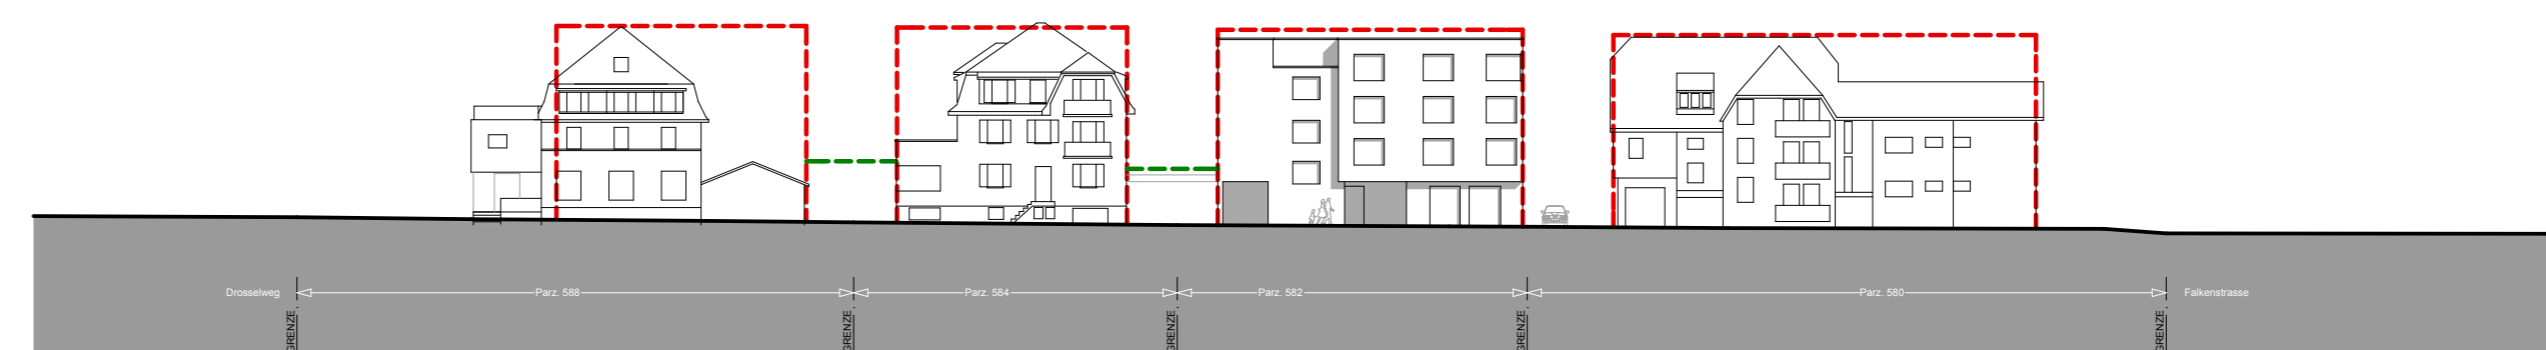 Drosselweg
Parz. 588
Parz. 584
Parz. 582
Parz. 580
Falkenstrasse
GRENZE
GRENZE
GRENZE
GRENZE
GRENZE